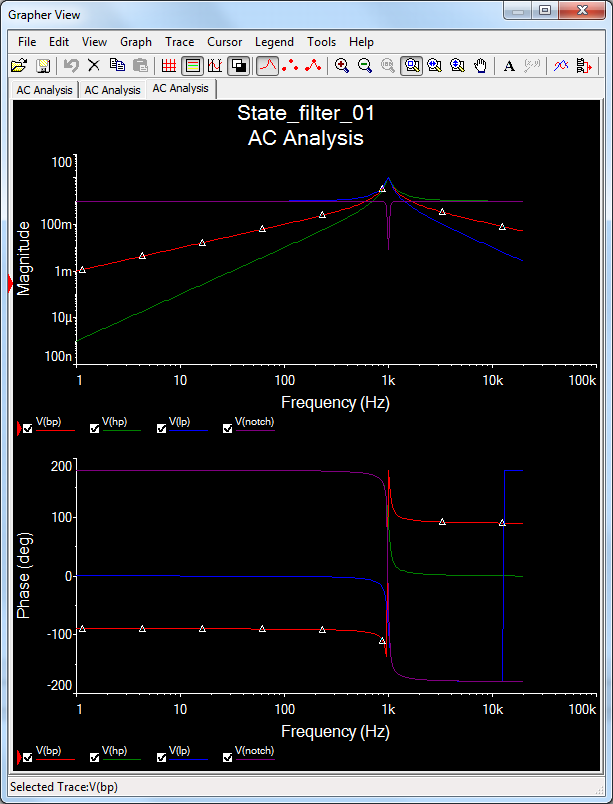 Grapher View
File Edit View Graph Trace Cursor Legend Tools Help
A
AC Analysis AC Analysis AC Analysis
State_filter_01
AC Analysis
Magnitude
100
100m
1m
10µ
100n
1 10 100 1k 10k 100k
Frequency (Hz)
V(bp) V(hp) V(lp) V(notch)
Phase (deg)
200
100
0
-100
-200
1 10 100 1k 10k 100k
Frequency (Hz)
V(bp) V(hp) V(lp) V(notch)
Selected Trace:V(bp)